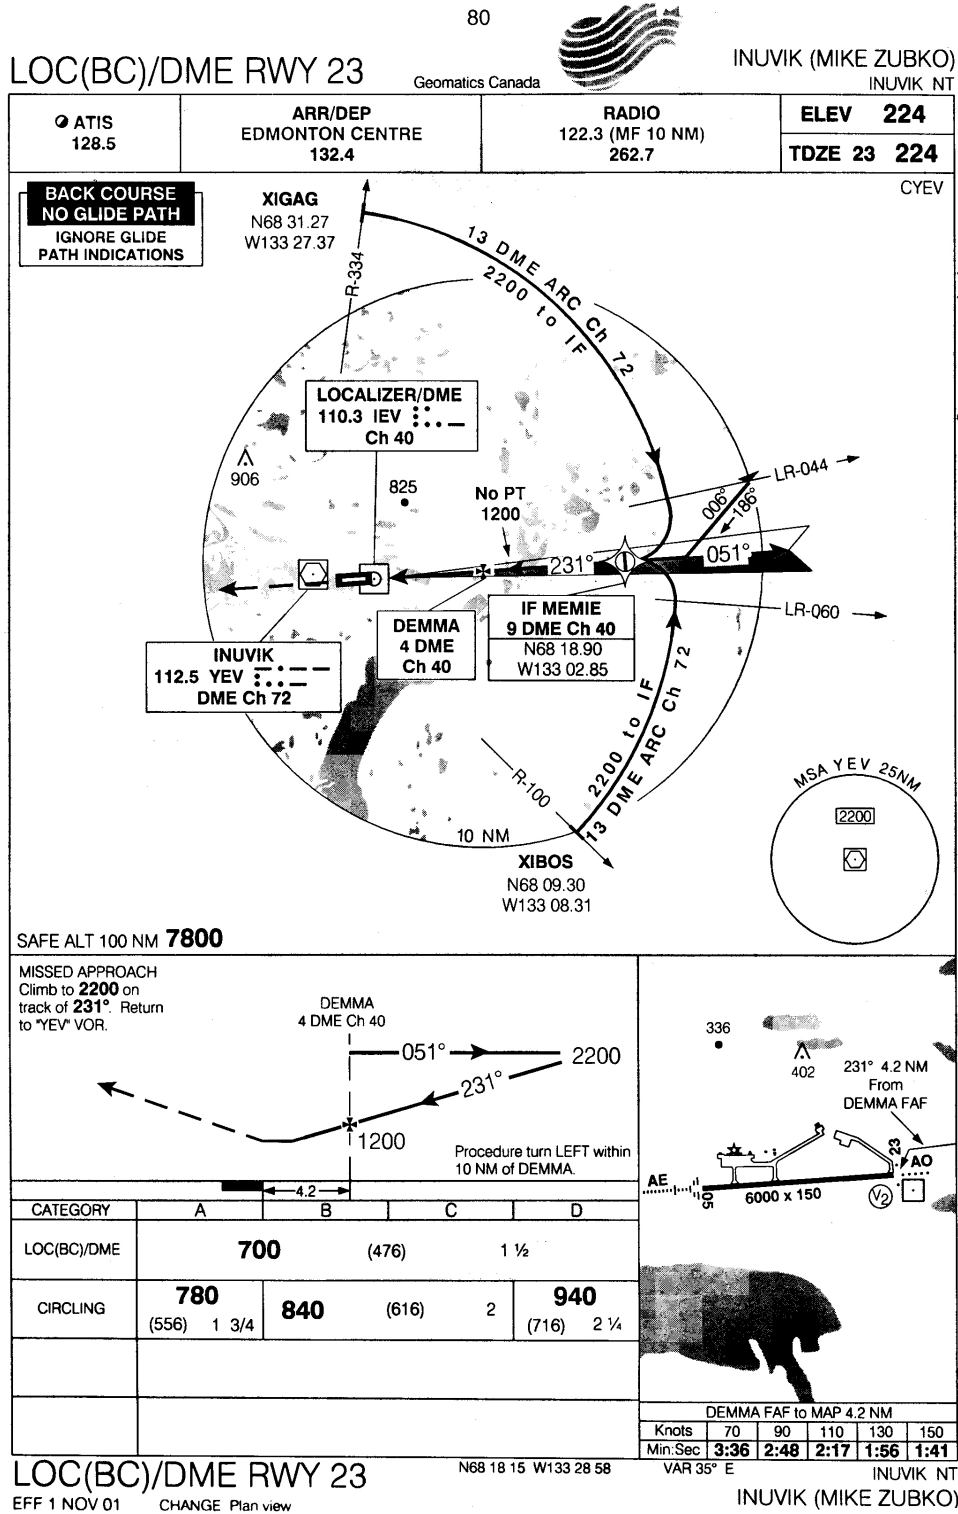 80
LOC(BC)/DME RWY 23
Geomatics Canada
INUVIK (MIKE ZUBKO)
INUVIK NT
ATIS
128.5
ARR/DEP
EDMONTON CENTRE
132.4
RADIO
122.3 (MF 10 NM)
262.7
ELEV 224
TDZE 23 224
CYEV
BACK COURSE
NO GLIDE PATH
IGNORE GLIDE
PATH INDICATIONS
XIGAG
N68 31.27
W133 27.37
R-334
13 DME ARC Ch 72
2200 to IF
LOCALIZER/DME
110.3 IEV
Ch 40
906
825
No PT
1200
LR-044
006°
186°
231°
051°
LR-060
IF MEMIE
9 DME Ch 40
N68 18.90
W133 02.85
DEMMA
4 DME
Ch 40
INUVIK
112.5 YEV
DME Ch 72
2200 to IF
13 DME ARC Ch 72
R-100
10 NM
XIBOS
N68 09.30
W133 08.31
MSA YEV 25NM
2200
SAFE ALT 100 NM 7800
MISSED APPROACH
Climb to 2200 on
track of 231°. Return
to "YEV" VOR.
DEMMA
4 DME Ch 40
051°
2200
231°
1200
Procedure turn LEFT within
10 NM of DEMMA.
4.2
336
402
231° 4.2 NM
From
DEMMA FAF
23
AO
AE
05
6000 x 150
V2
CATEGORY A B C D
LOC(BC)/DME 700 (476) 1 ½
CIRCLING 780 (556) 1 3/4 840 (616) 2 940 (716) 2 ¼
DEMMA FAF to MAP 4.2 NM
Knots 70 90 110 130 150
Min:Sec 3:36 2:48 2:17 1:56 1:41
LOC(BC)/DME RWY 23
N68 18 15 W133 28 58
VAR 35° E
INUVIK NT
EFF 1 NOV 01
CHANGE Plan view
INUVIK (MIKE ZUBKO)